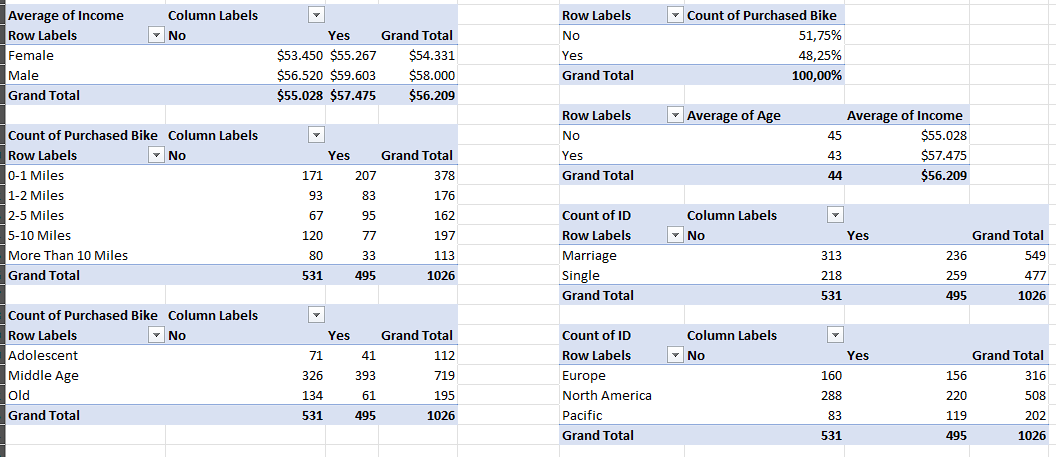 Average of Income Column Labels
Row Labels No Yes Grand Total
Female $53.450 $55.267 $54.331
Male $56.520 $59.603 $58.000
Grand Total $55.028 $57.475 $56.209
Count of Purchased Bike Column Labels
Row Labels No Yes Grand Total
0-1 Miles 171 207 378
1-2 Miles 93 83 176
2-5 Miles 67 95 162
5-10 Miles 120 77 197
More Than 10 Miles 80 33 113
Grand Total 531 495 1026
Count of Purchased Bike Column Labels
Row Labels No Yes Grand Total
Adolescent 71 41 112
Middle Age 326 393 719
Old 134 61 195
Grand Total 531 495 1026
Row Labels Count of Purchased Bike
No 51,75%
Yes 48,25%
Grand Total 100,00%
Row Labels Average of Age Average of Income
No 45 $55.028
Yes 43 $57.475
Grand Total 44 $56.209
Count of ID Column Labels
Row Labels No Yes Grand Total
Marriage 313 236 549
Single 218 259 477
Grand Total 531 495 1026
Count of ID Column Labels
Row Labels No Yes Grand Total
Europe 160 156 316
North America 288 220 508
Pacific 83 119 202
Grand Total 531 495 1026